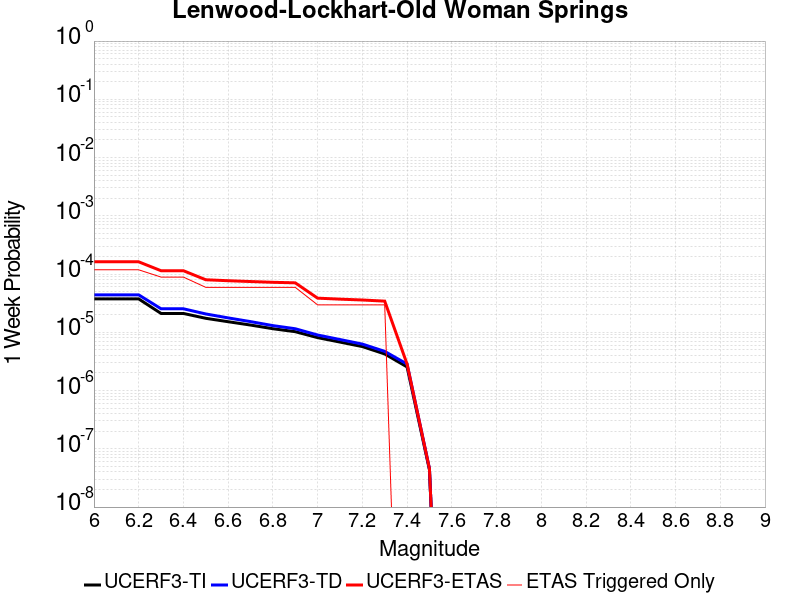 Lenwood-Lockhart-Old Woman Springs
10^0
10^-1
10^-2
10^-3
10^-4
10^-5
10^-6
10^-7
10^-8
1 Week Probability
6 6.2 6.4 6.6 6.8 7 7.2 7.4 7.6 7.8 8 8.2 8.4 8.6 8.8 9
Magnitude
UCERF3-TI UCERF3-TD UCERF3-ETAS ETAS Triggered Only